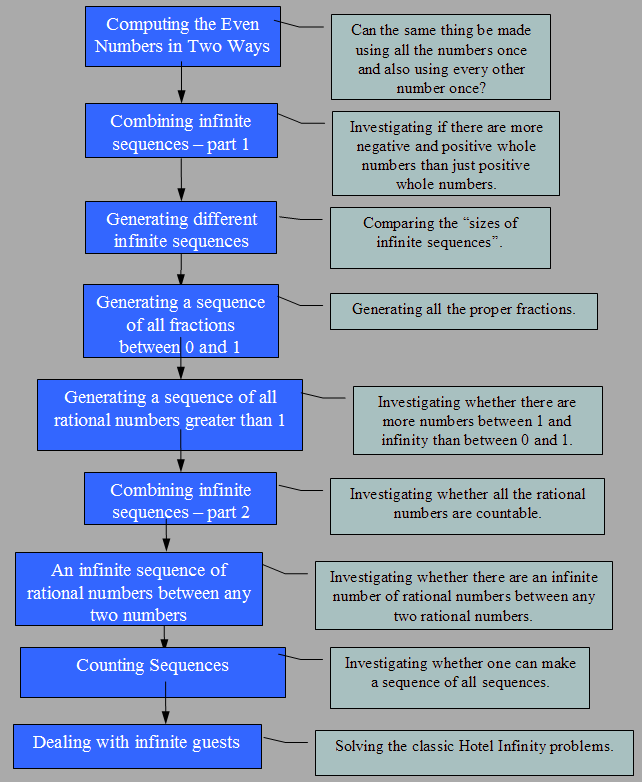 Computing the Even
Numbers in Two Ways
Can the same thing be made
using all the numbers once
and also using every other
number once?
Combining infinite
sequences – part 1
Investigating if there are more
negative and positive whole
numbers than just positive
whole numbers.
Generating different
infinite sequences
Comparing the “sizes of
infinite sequences”.
Generating a sequence
of all fractions
between 0 and 1
Generating all the proper fractions.
Generating a sequence of all
rational numbers greater than 1
Investigating whether there are
more numbers between 1 and
infinity than between 0 and 1.
Combining infinite
sequences – part 2
Investigating whether all the rational
numbers are countable.
An infinite sequence of
rational numbers between any
two numbers
Investigating whether there are an infinite
number of rational numbers between any
two rational numbers.
Counting Sequences
Investigating whether one can make
a sequence of all sequences.
Dealing with infinite guests
Solving the classic Hotel Infinity problems.